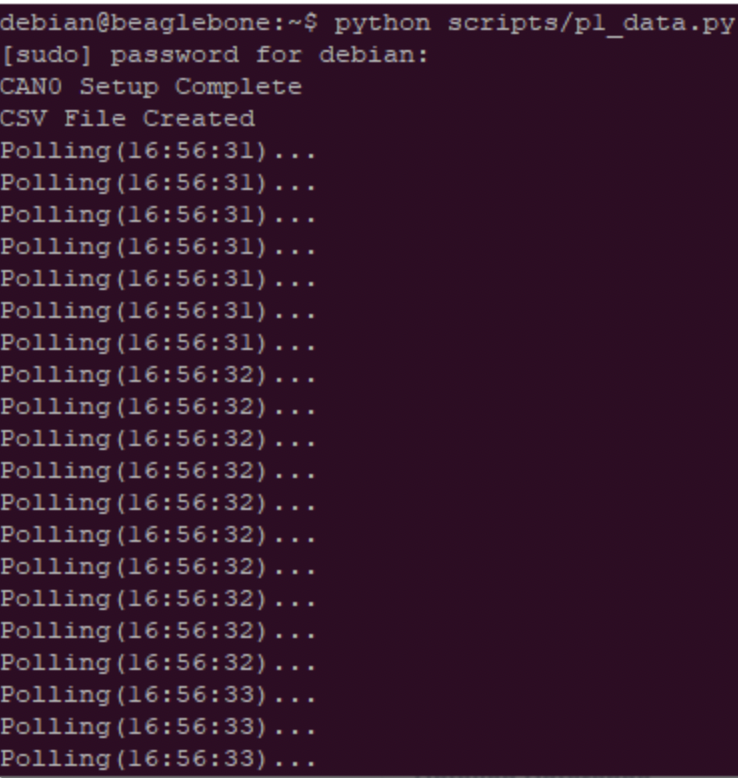 debian@beaglebone:~$ python scripts/pl_data.py
[sudo] password for debian:
CAN0 Setup Complete
CSV File Created
Polling(16:56:31)...
Polling(16:56:31)...
Polling(16:56:31)...
Polling(16:56:31)...
Polling(16:56:31)...
Polling(16:56:31)...
Polling(16:56:31)...
Polling(16:56:32)...
Polling(16:56:32)...
Polling(16:56:32)...
Polling(16:56:32)...
Polling(16:56:32)...
Polling(16:56:32)...
Polling(16:56:32)...
Polling(16:56:32)...
Polling(16:56:32)...
Polling(16:56:32)...
Polling(16:56:33)...
Polling(16:56:33)...
Polling(16:56:33)...